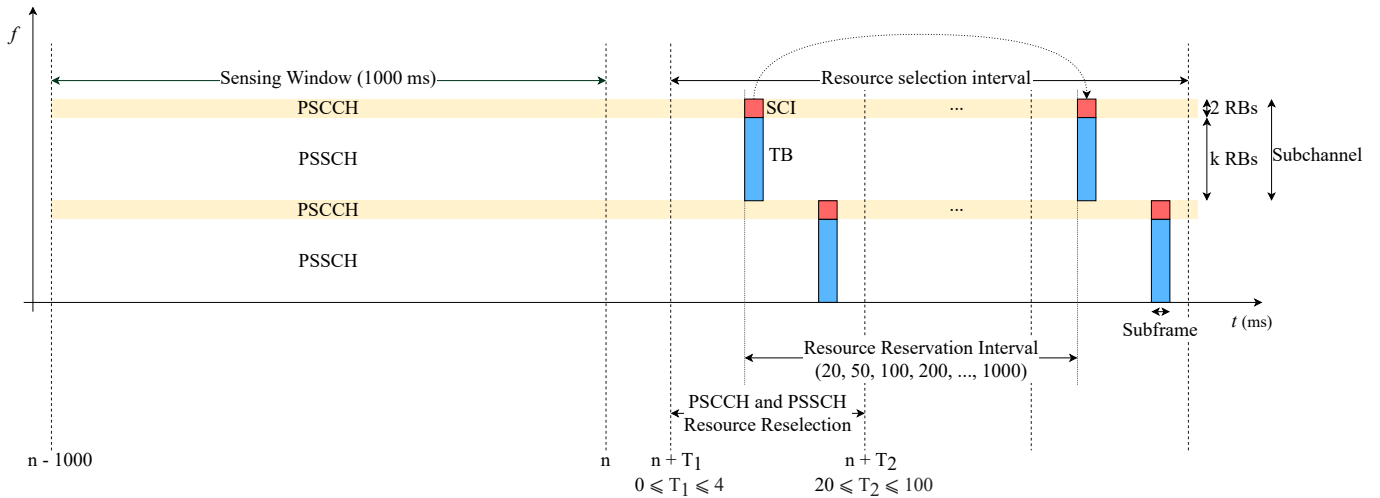 f
Sensing Window (1000 ms)
Resource selection interval
PSCCH
SCI
...
2 RBs
PSSCH
TB
k RBs
Subchannel
PSCCH
...
PSSCH
t (ms)
Subframe
Resource Reservation Interval
(20, 50, 100, 200, ..., 1000)
PSCCH and PSSCH
Resource Reselection
n - 1000
n
n + T1
n + T2
0 ⩽ T1 ⩽ 4
20 ⩽ T2 ⩽ 100